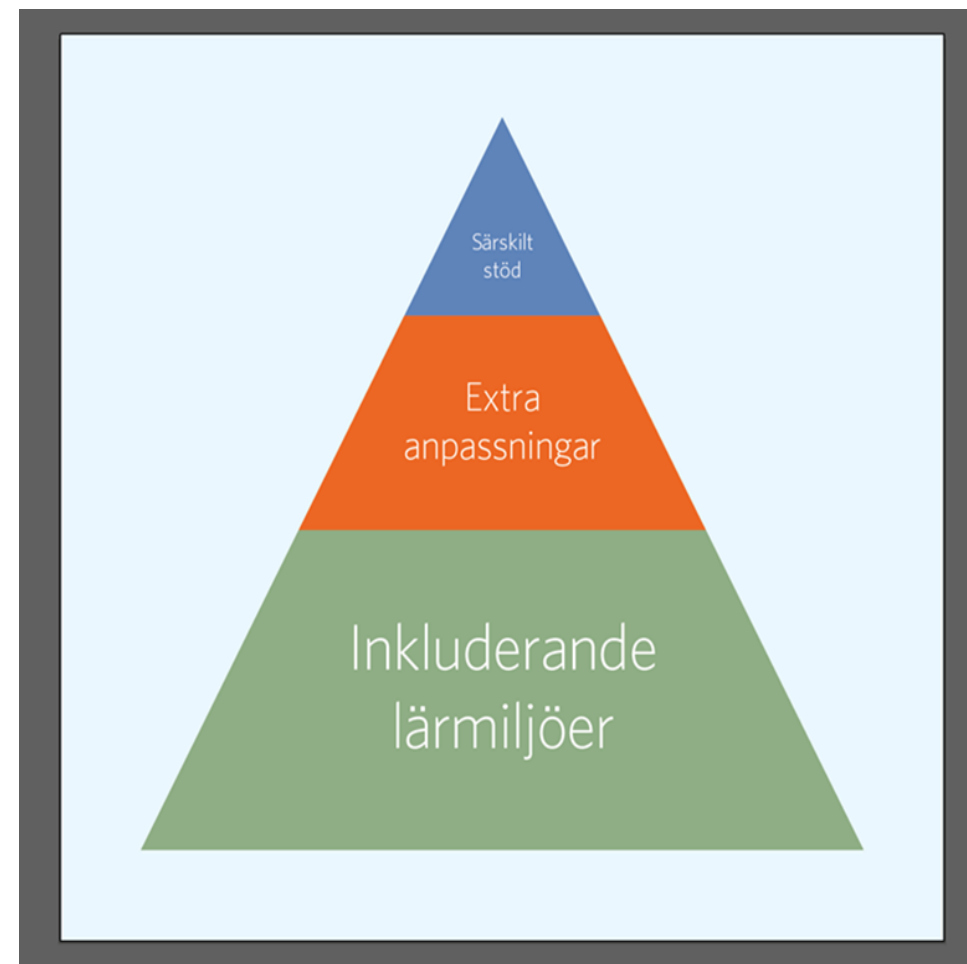 Särskilt
stöd
Extra
anpassningar
Inkluderande
lärmiljöer